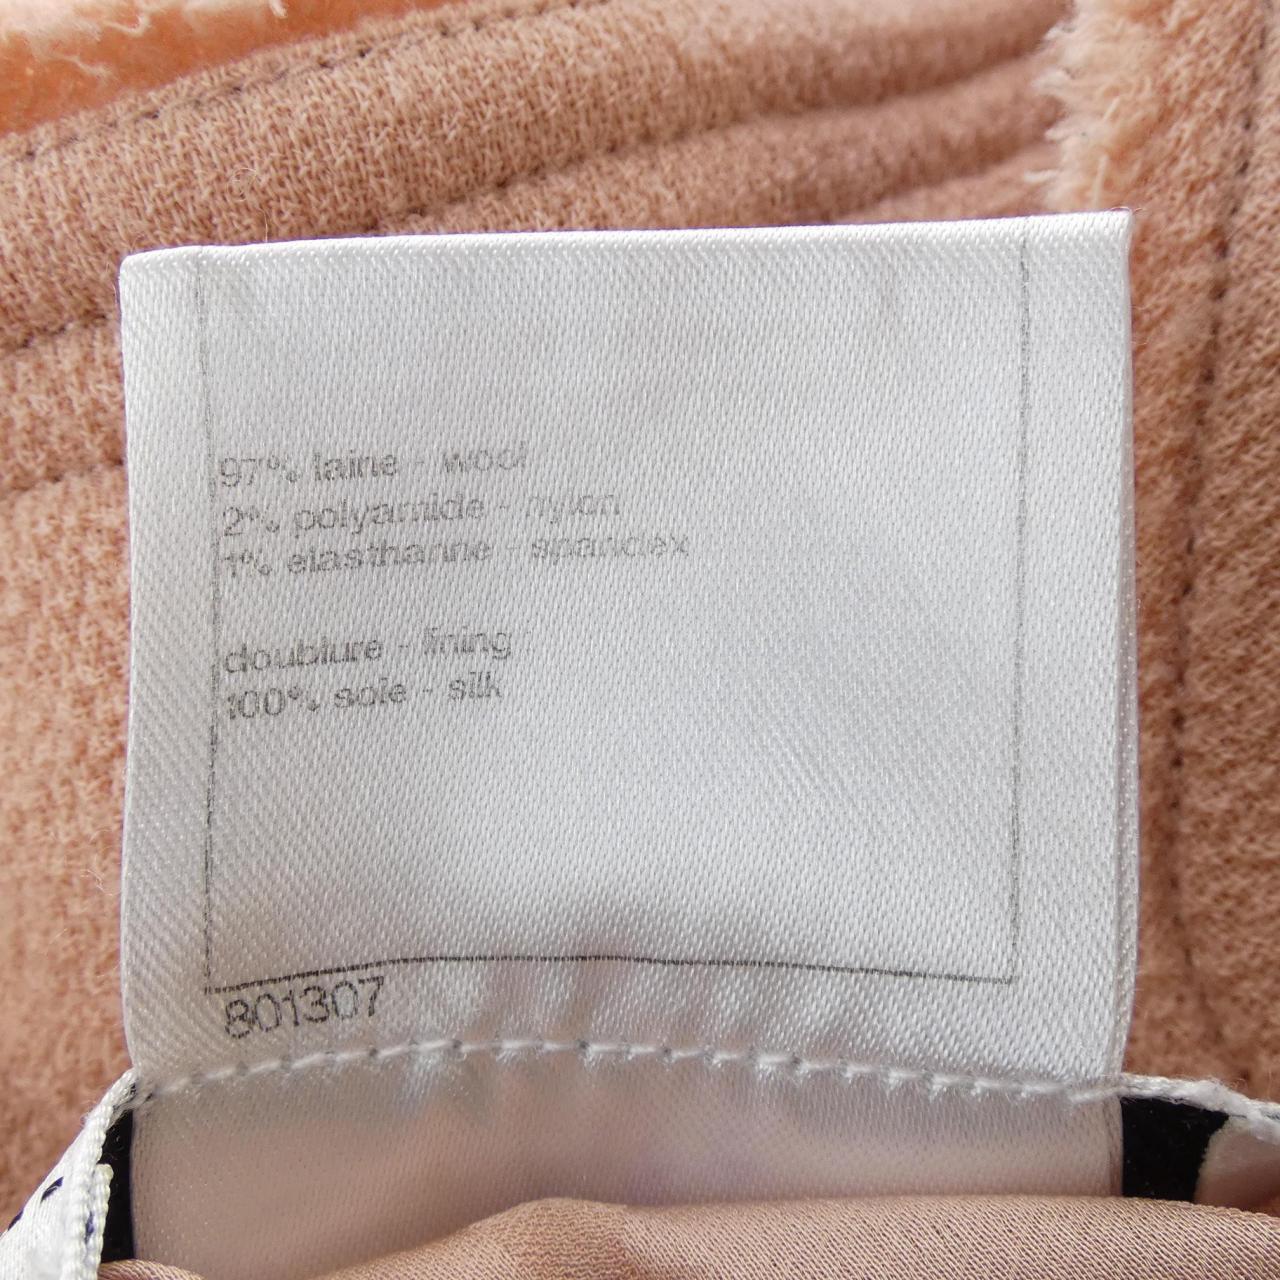 97% laine - wool
2% polyamide - nylon
1% elasthanne - spandex
doublure - lining
100% soie - silk
801307